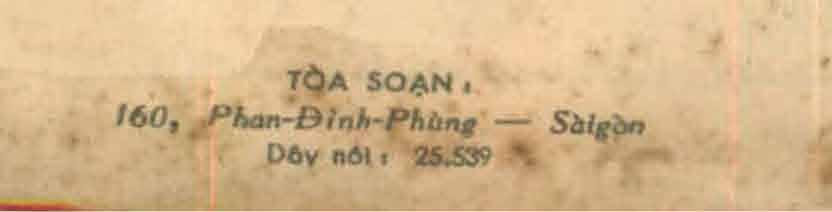 TÒA SOẠN :
160, Phan-Đình-Phùng — Sàigòn
Dây nói : 25.539